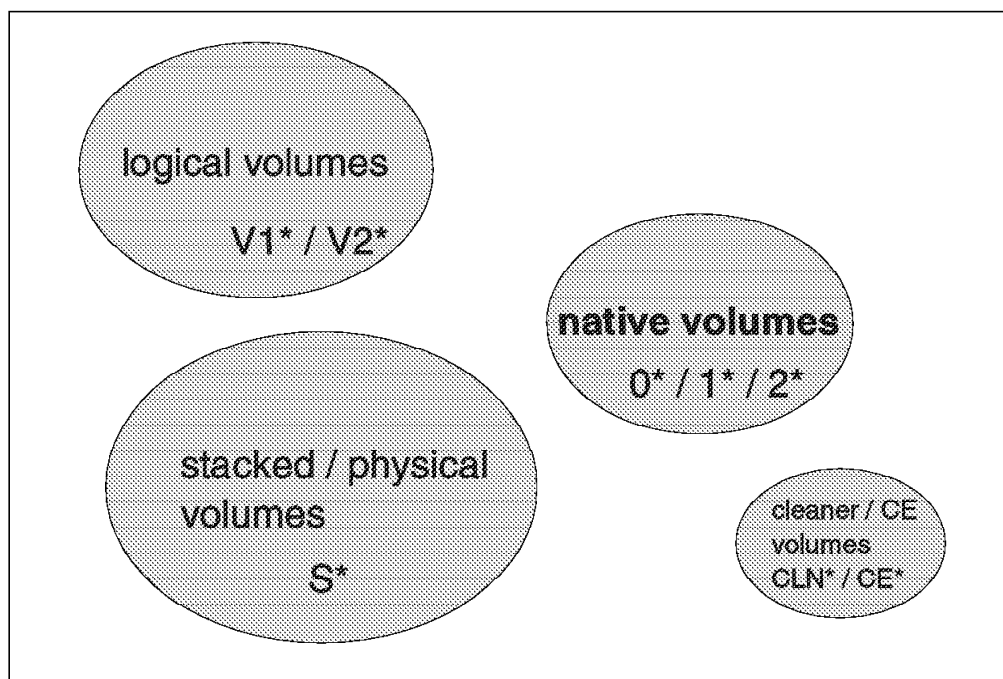 logical volumes
V1* / V2*
native volumes
0* / 1* / 2*
stacked / physical
volumes
S*
cleaner / CE
volumes
CLN* / CE*